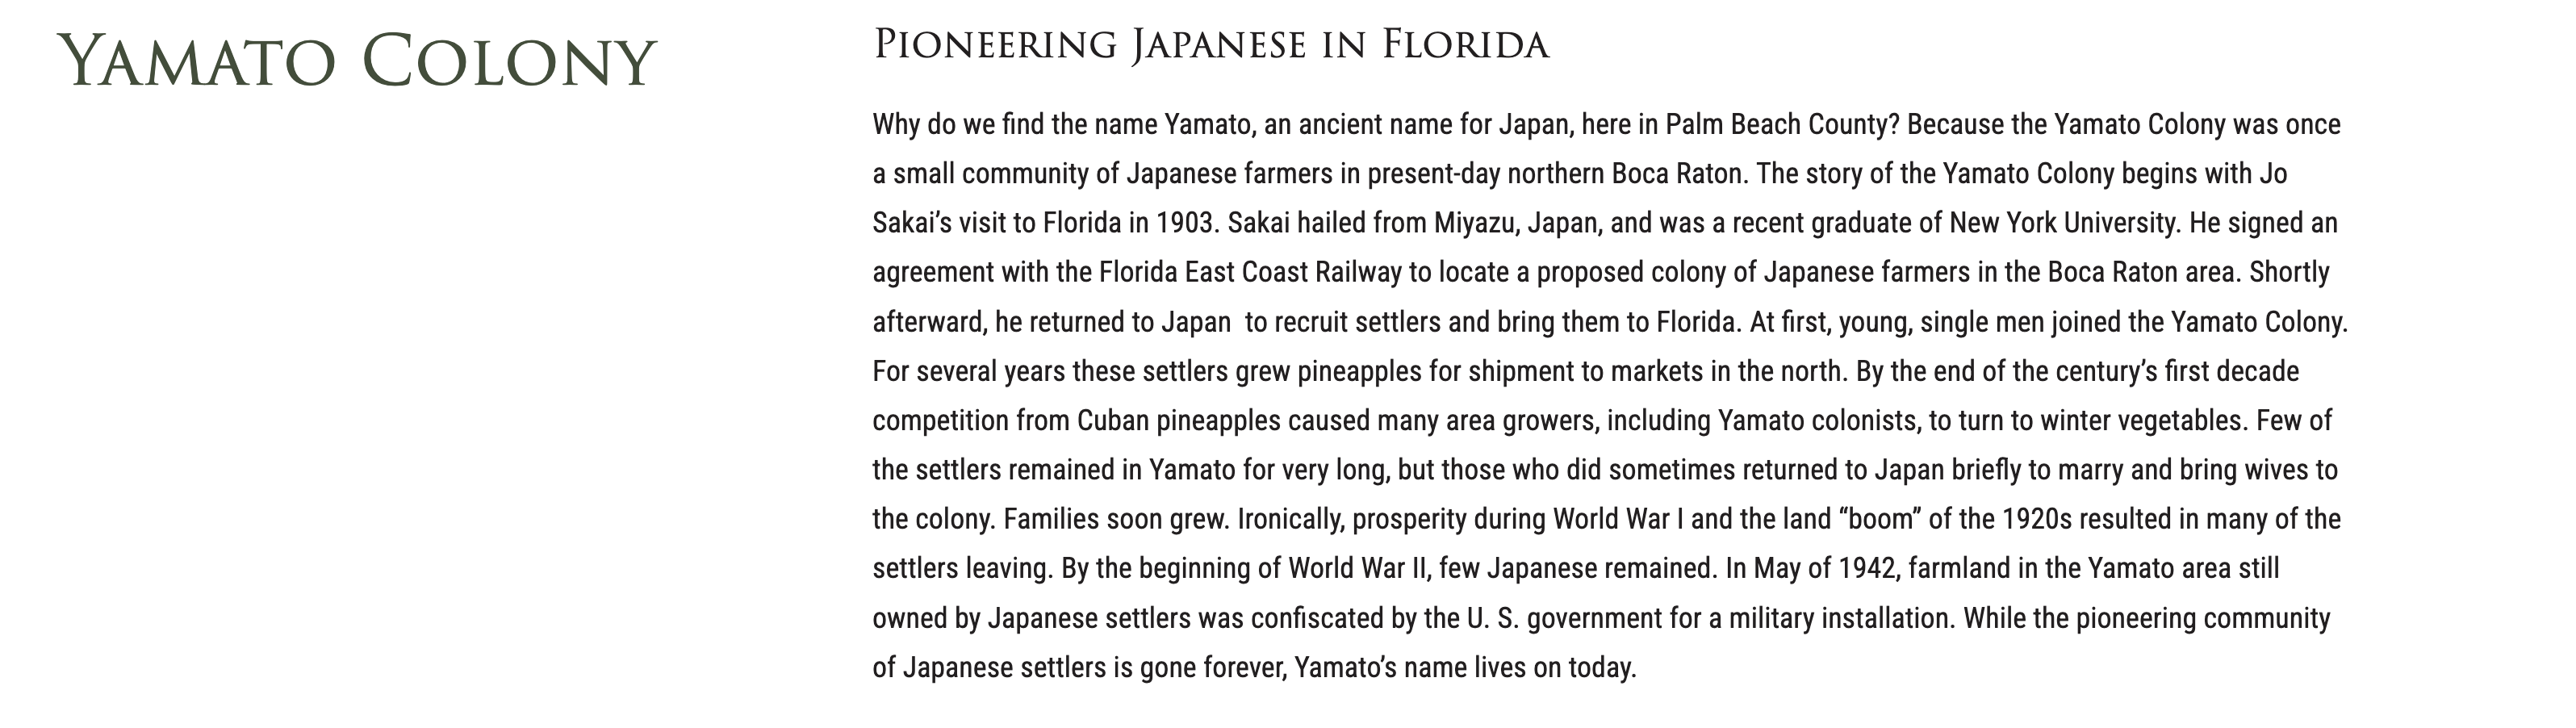 Yamato Colony
Pioneering Japanese in Florida
Why do we find the name Yamato, an ancient name for Japan, here in Palm Beach County? Because the Yamato Colony was once
a small community of Japanese farmers in present-day northern Boca Raton. The story of the Yamato Colony begins with Jo
Sakai’s visit to Florida in 1903. Sakai hailed from Miyazu, Japan, and was a recent graduate of New York University. He signed an
agreement with the Florida East Coast Railway to locate a proposed colony of Japanese farmers in the Boca Raton area. Shortly
afterward, he returned to Japan  to recruit settlers and bring them to Florida. At first, young, single men joined the Yamato Colony.
For several years these settlers grew pineapples for shipment to markets in the north. By the end of the century’s first decade
competition from Cuban pineapples caused many area growers, including Yamato colonists, to turn to winter vegetables. Few of
the settlers remained in Yamato for very long, but those who did sometimes returned to Japan briefly to marry and bring wives to
the colony. Families soon grew. Ironically, prosperity during World War I and the land “boom” of the 1920s resulted in many of the
settlers leaving. By the beginning of World War II, few Japanese remained. In May of 1942, farmland in the Yamato area still
owned by Japanese settlers was confiscated by the U. S. government for a military installation. While the pioneering community
of Japanese settlers is gone forever, Yamato’s name lives on today.